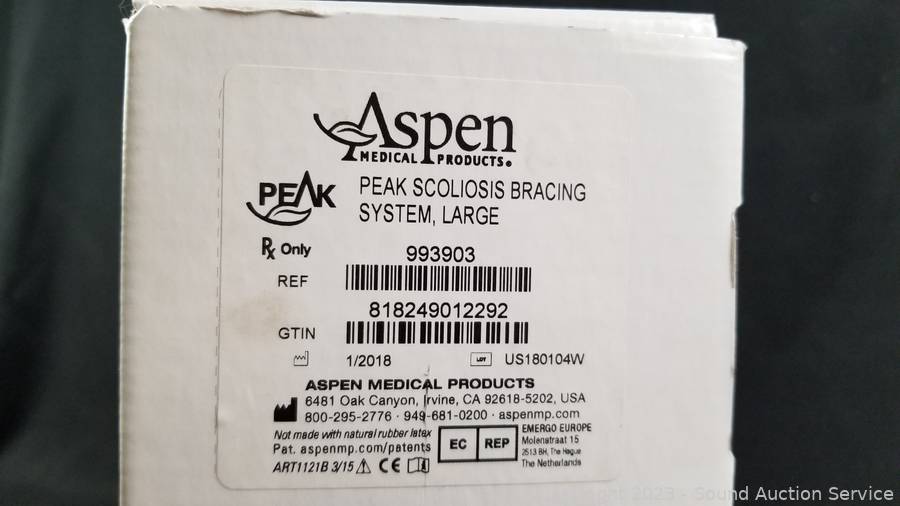 Aspen
MEDICAL PRODUCTS®
PEAK
PEAK SCOLIOSIS BRACING
SYSTEM, LARGE
Rx Only
993903
REF
818249012292
GTIN
1/2018
LOT
US180104W
ASPEN MEDICAL PRODUCTS
6481 Oak Canyon, Irvine, CA 92618-5202, USA
800-295-2776 · 949-681-0200 · aspenmp.com
Not made with natural rubber latex
Pat. aspenmp.com/patents
ART1121B 3/15
CE
EC REP
EMERGO EUROPE
Molenstraat 15
2513 BH, The Hague
The Netherlands
2023 - Sound Auction Service